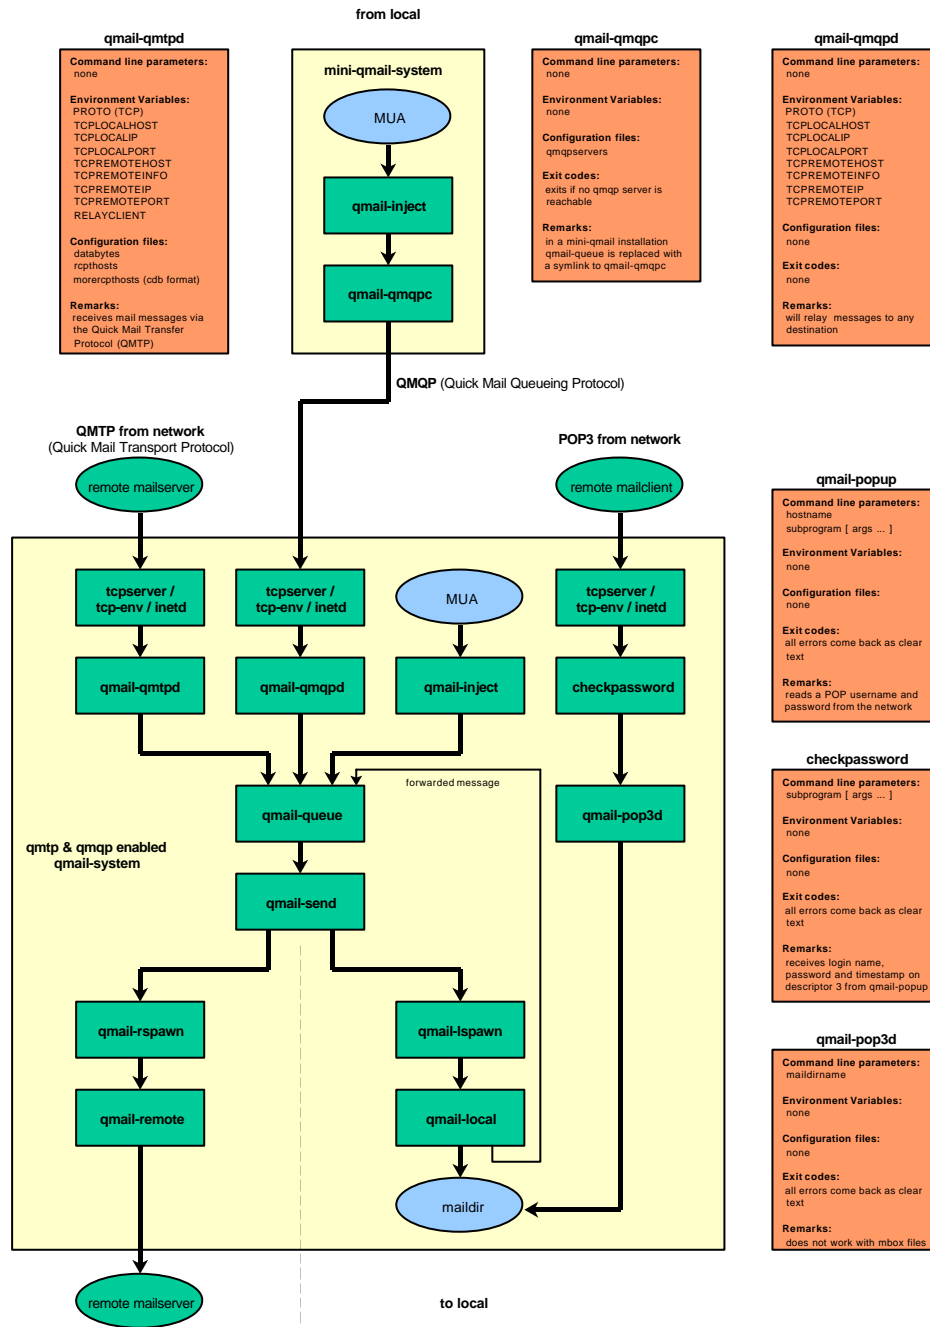 from local
qmail-qmtpd
Command line parameters:
none
Environment Variables:
PROTO (TCP)
TCPLOCALHOST
TCPLOCALIP
TCPLOCALPORT
TCPREMOTEHOST
TCPREMOTEINFO
TCPREMOTEIP
TCPREMOTEPORT
RELAYCLIENT
Configuration files:
databytes
rcpthosts
morercpthosts (cdb format)
Remarks:
receives mail messages via
the Quick Mail Transfer
Protocol (QMTP)
mini-qmail-system
MUA
qmail-inject
qmail-qmqpc
qmail-qmqpc
Command line parameters:
none
Environment Variables:
none
Configuration files:
qmqpservers
Exit codes:
exits if no qmqp server is
reachable
Remarks:
in a mini-qmail installation
qmail-queue is replaced with
a symlink to qmail-qmqpc
qmail-qmqpd
Command line parameters:
none
Environment Variables:
PROTO (TCP)
TCPLOCALHOST
TCPLOCALIP
TCPLOCALPORT
TCPREMOTEHOST
TCPREMOTEINFO
TCPREMOTEIP
TCPREMOTEPORT
Configuration files:
none
Exit codes:
none
Remarks:
will relay messages to any
destination
QMQP (Quick Mail Queueing Protocol)
QMTP from network
(Quick Mail Transport Protocol)
remote mailserver
POP3 from network
remote mailclient
tcpserver /
tcp-env / inetd
tcpserver /
tcp-env / inetd
MUA
tcpserver /
tcp-env / inetd
qmail-qmtpd
qmail-qmqpd
qmail-inject
checkpassword
forwarded message
qmail-queue
qmail-pop3d
qmtp & qmqp enabled
qmail-system
qmail-send
qmail-rspawn
qmail-lspawn
qmail-remote
qmail-local
maildir
remote mailserver
to local
qmail-popup
Command line parameters:
hostname
subprogram [ args ... ]
Environment Variables:
none
Configuration files:
none
Exit codes:
all errors come back as clear
text
Remarks:
reads a POP username and
password from the network
checkpassword
Command line parameters:
subprogram [ args ... ]
Environment Variables:
none
Configuration files:
none
Exit codes:
all errors come back as clear
text
Remarks:
receives login name,
password and timestamp on
descriptor 3 from qmail-popup
qmail-pop3d
Command line parameters:
maildirname
Environment Variables:
none
Configuration files:
none
Exit codes:
all errors come back as clear
text
Remarks:
does not work with mbox files